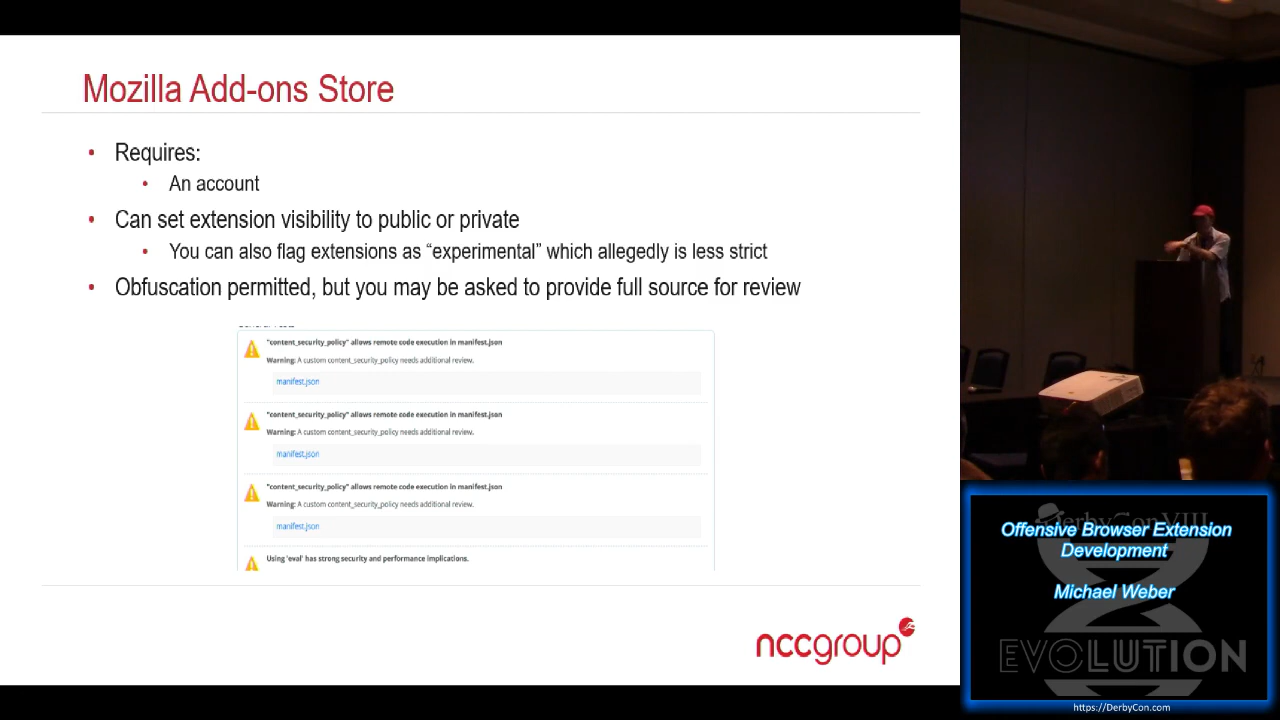 Mozilla Add-ons Store
• Requires:
• An account
• Can set extension visibility to public or private
• You can also flag extensions as “experimental” which allegedly is less strict
• Obfuscation permitted, but you may be asked to provide full source for review
"content_security_policy" allows remote code execution in manifest.json
Warning: A custom content_security_policy needs additional review.
manifest.json
"content_security_policy" allows remote code execution in manifest.json
Warning: A custom content_security_policy needs additional review.
manifest.json
"content_security_policy" allows remote code execution in manifest.json
Warning: A custom content_security_policy needs additional review.
manifest.json
Using 'eval' has strong security and performance implications.
nccgroup
DerbyCon VIII
Offensive Browser Extension
Development
Michael Weber
EVOLUTION
https://DerbyCon.com